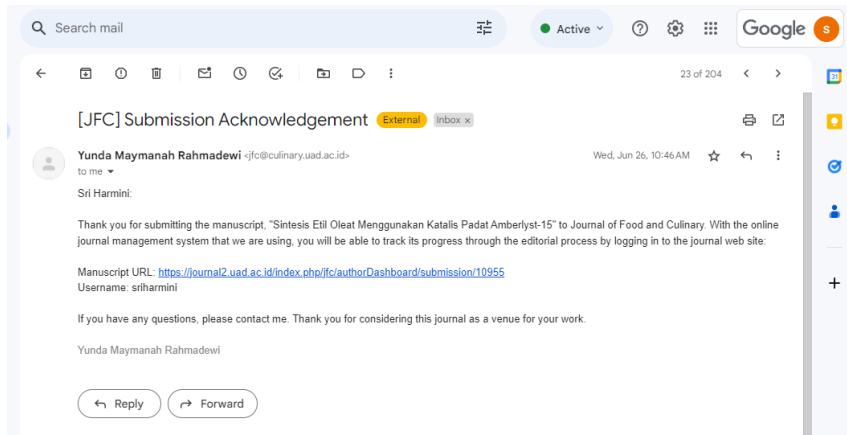 Search mail
Active
Google
S
23 of 204
31
[JFC] Submission Acknowledgement External Inbox x
Yunda Maymanah Rahmadewi <jfc@culinary.uad.ac.id>
Wed, Jun 26, 10:46 AM
to me
Sri Harmini:
Thank you for submitting the manuscript, "Sintesis Etil Oleat Menggunakan Katalis Padat Amberlyst-15" to Journal of Food and Culinary. With the online
journal management system that we are using, you will be able to track its progress through the editorial process by logging in to the journal web site:
Manuscript URL: https://journal2.uad.ac.id/index.php/jfc/authorDashboard/submission/10955
Username: sriharmini
If you have any questions, please contact me. Thank you for considering this journal as a venue for your work.
Yunda Maymanah Rahmadewi
Reply
Forward